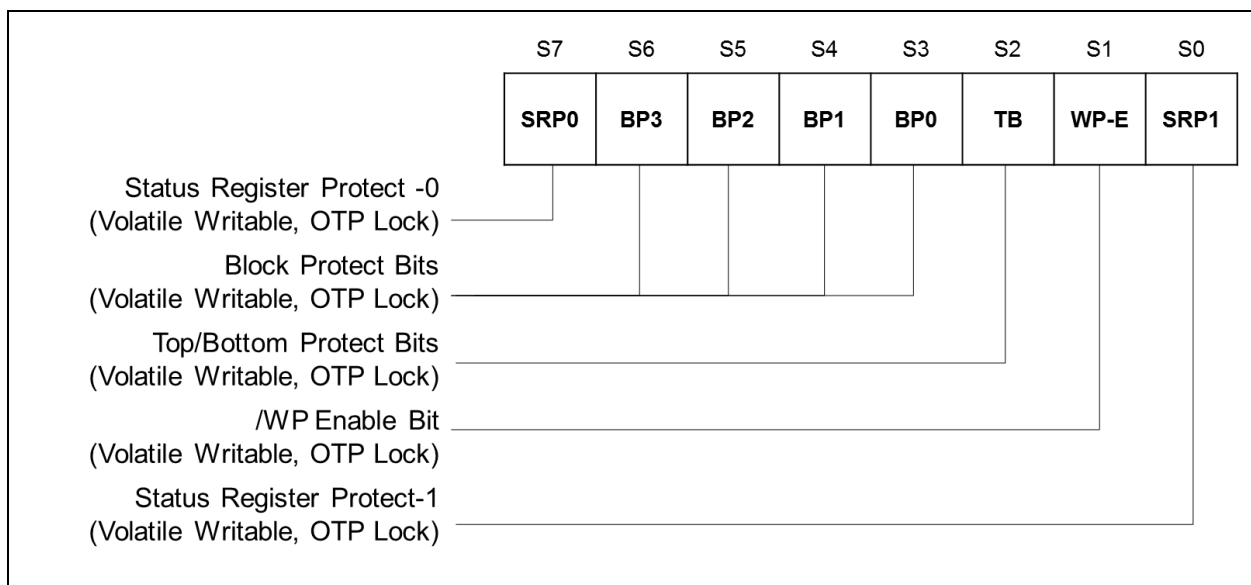 S7 S6 S5 S4 S3 S2 S1 S0
SRP0 BP3 BP2 BP1 BP0 TB WP-E SRP1
Status Register Protect -0
(Volatile Writable, OTP Lock)
Block Protect Bits
(Volatile Writable, OTP Lock)
Top/Bottom Protect Bits
(Volatile Writable, OTP Lock)
/WP Enable Bit
(Volatile Writable, OTP Lock)
Status Register Protect-1
(Volatile Writable, OTP Lock)